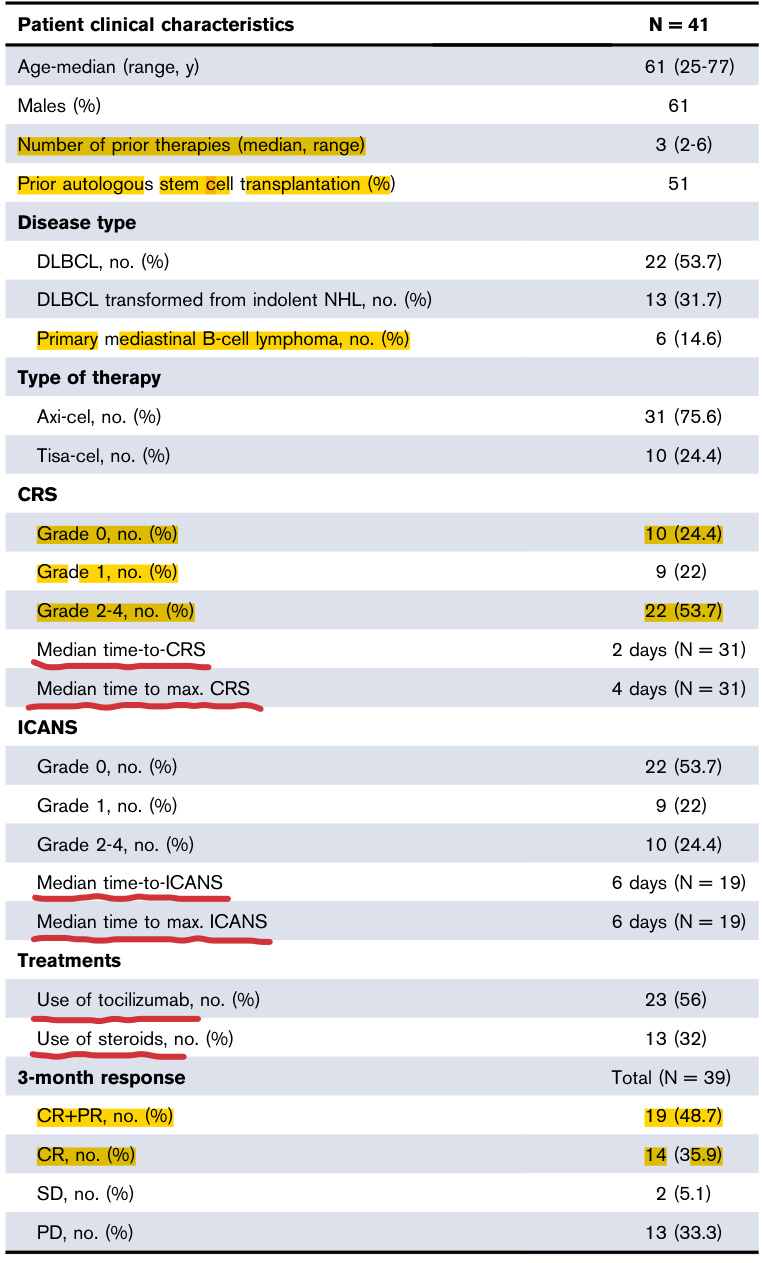 Patient clinical characteristics N = 41
Age-median (range, y) 61 (25-77)
Males (%) 61
Number of prior therapies (median, range) 3 (2-6)
Prior autologous stem cell transplantation (%) 51
Disease type
DLBCL, no. (%) 22 (53.7)
DLBCL transformed from indolent NHL, no. (%) 13 (31.7)
Primary mediastinal B-cell lymphoma, no. (%) 6 (14.6)
Type of therapy
Axi-cel, no. (%) 31 (75.6)
Tisa-cel, no. (%) 10 (24.4)
CRS
Grade 0, no. (%) 10 (24.4)
Grade 1, no. (%) 9 (22)
Grade 2-4, no. (%) 22 (53.7)
Median time-to-CRS 2 days (N = 31)
Median time to max. CRS 4 days (N = 31)
ICANS
Grade 0, no. (%) 22 (53.7)
Grade 1, no. (%) 9 (22)
Grade 2-4, no. (%) 10 (24.4)
Median time-to-ICANS 6 days (N = 19)
Median time to max. ICANS 6 days (N = 19)
Treatments
Use of tocilizumab, no. (%) 23 (56)
Use of steroids, no. (%) 13 (32)
3-month response Total (N = 39)
CR+PR, no. (%) 19 (48.7)
CR, no. (%) 14 (35.9)
SD, no. (%) 2 (5.1)
PD, no. (%) 13 (33.3)